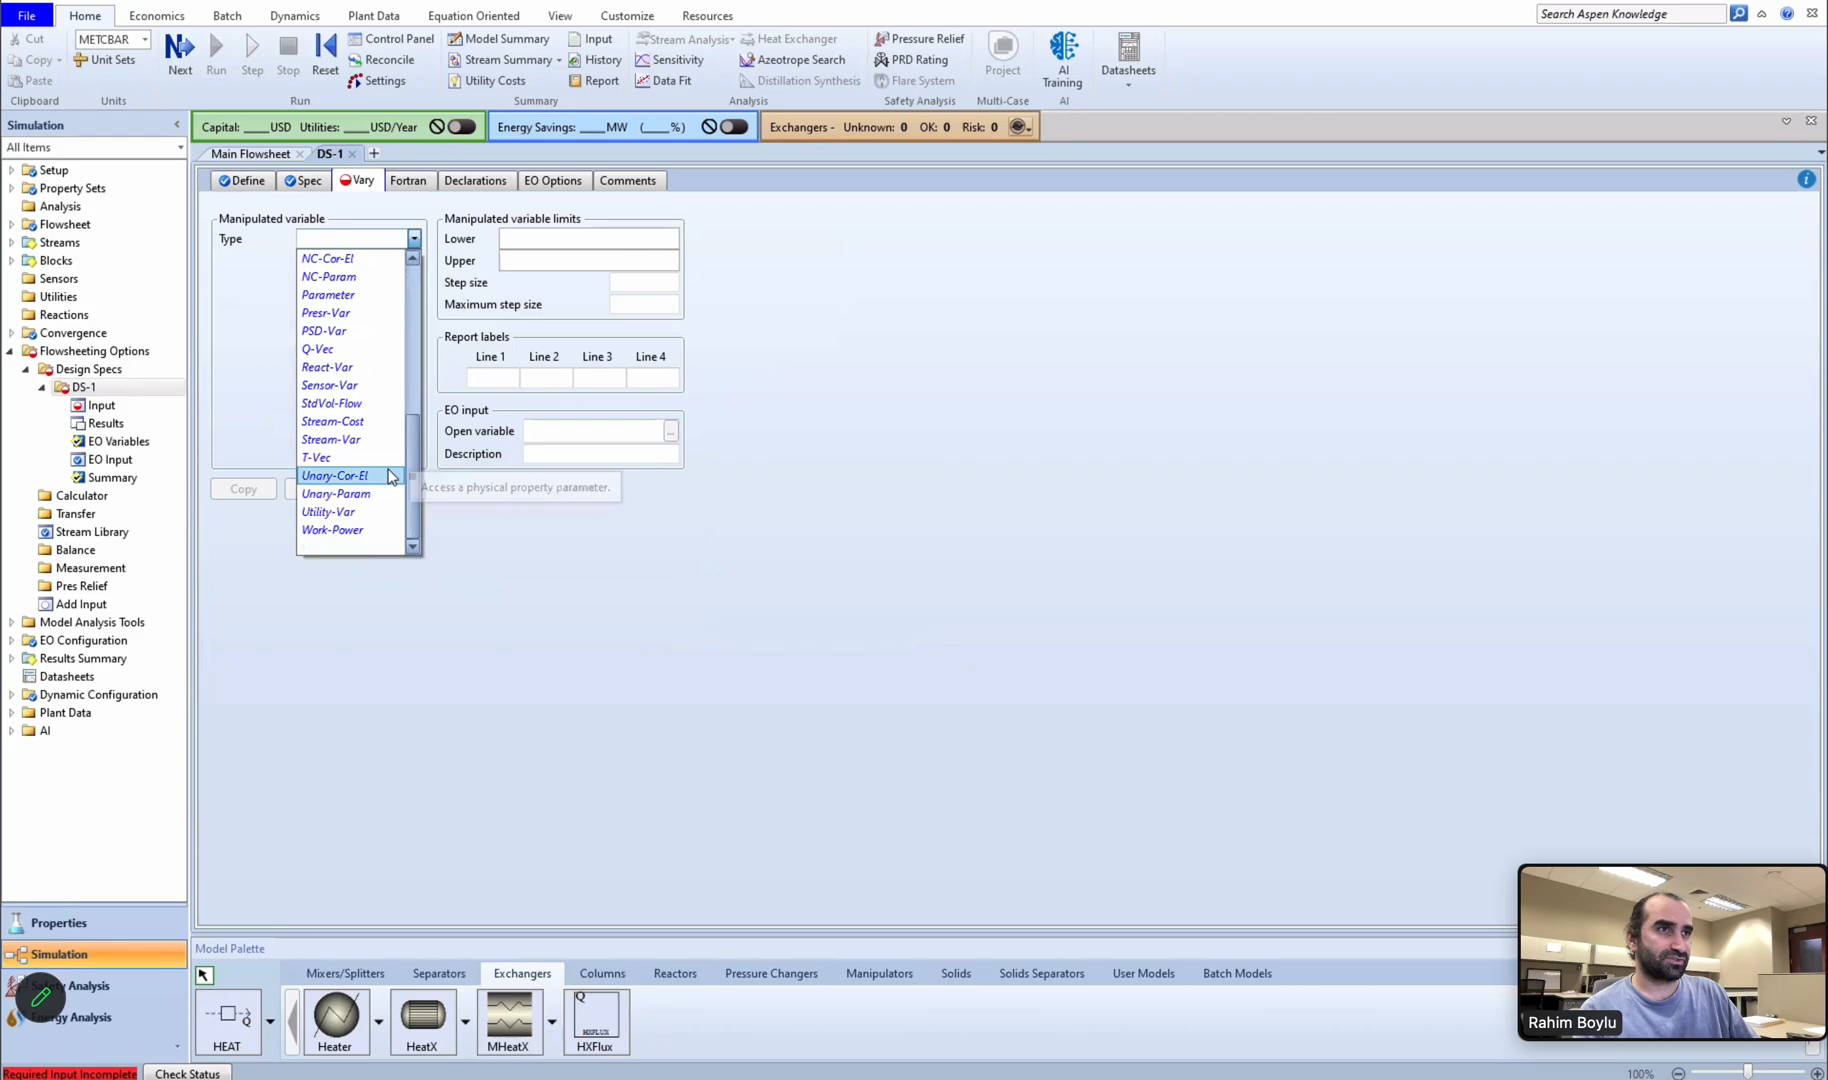 File Home Economics Batch Dynamics Plant Data Equation Oriented View Customize Resources Search Aspen Knowledge
Cut METCBAR Control Panel Model Summary Input Stream Analysis Heat Exchanger Pressure Relief
Copy Unit Sets Next Run Step Stop Reset Reconcile Stream Summary History Sensitivity Azeotrope Search PRD Rating Project AI Training Datasheets
Paste Settings Utility Costs Report Data Fit Distillation Synthesis Flare System
Clipboard Units Run Summary Analysis Safety Analysis Multi-Case AI
Simulation
Capital: ____USD Utilities: ____USD/Year Energy Savings: ____MW (____%) Exchangers - Unknown: 0 OK: 0 Risk: 0
All Items
Main Flowsheet DS-1 +
Define Spec Vary Fortran Declarations EO Options Comments
Setup
Property Sets
Analysis
Flowsheet
Streams
Blocks
Sensors
Utilities
Reactions
Convergence
Flowsheeting Options
Design Specs
DS-1
Input
Results
EO Variables
EO Input
Summary
Calculator
Transfer
Stream Library
Balance
Measurement
Pres Relief
Add Input
Model Analysis Tools
EO Configuration
Results Summary
Datasheets
Dynamic Configuration
Plant Data
AI
Manipulated variable
Type
NC-Cor-El
NC-Param
Parameter
Presr-Var
PSD-Var
Q-Vec
React-Var
Sensor-Var
StdVol-Flow
Stream-Cost
Stream-Var
T-Vec
Unary-Cor-El
Unary-Param
Utility-Var
Work-Power
Copy
Access a physical property parameter.
Manipulated variable limits
Lower
Upper
Step size
Maximum step size
Report labels
Line 1 Line 2 Line 3 Line 4
EO input
Open variable ...
Description
Properties
Simulation
Analysis
Energy Analysis
Model Palette
Mixers/Splitters Separators Exchangers Columns Reactors Pressure Changers Manipulators Solids Solids Separators User Models Batch Models
Q Q
HXFLUX
HEAT Heater HeatX MHeatX HXFlux
Rahim Boylu
Required Input Incomplete Check Status 100%